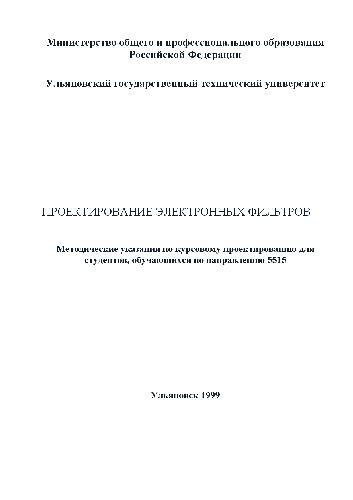 Министерство общего и профессионального образования
Российской Федерации
Ульяновский государственный технический университет
ПРОЕКТИРОВАНИЕ ЭЛЕКТРОННЫХ ФИЛЬТРОВ
Методические указания по курсовому проектированию для
студентов, обучающихся по направлению 5515
Ульяновск 1999